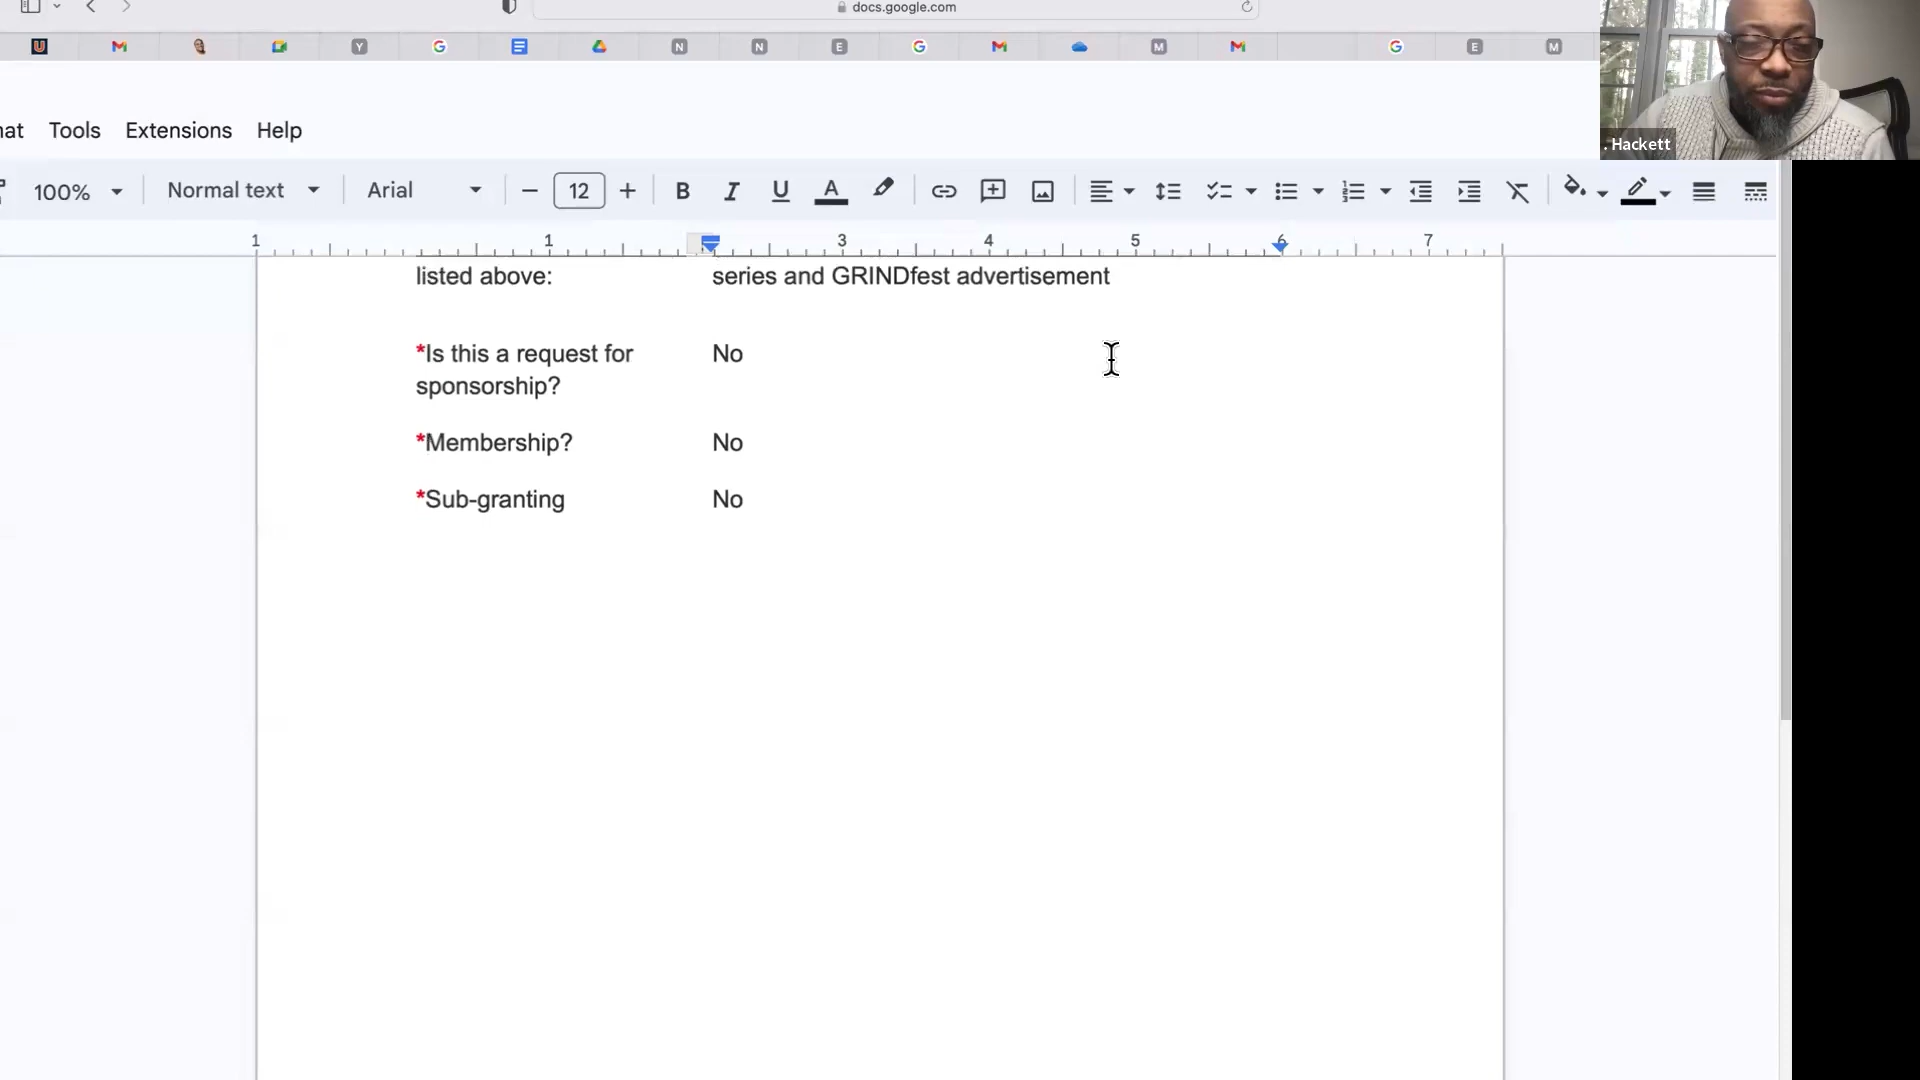 docs.google.com
U
Y
G
N
N
E
G
M
G
E
M
nat Tools Extensions Help
. Hackett
100% Normal text Arial 12 B I U A
1 1 3 4 5 6 7
listed above: series and GRINDfest advertisement
*Is this a request for No
sponsorship?
*Membership? No
*Sub-granting No